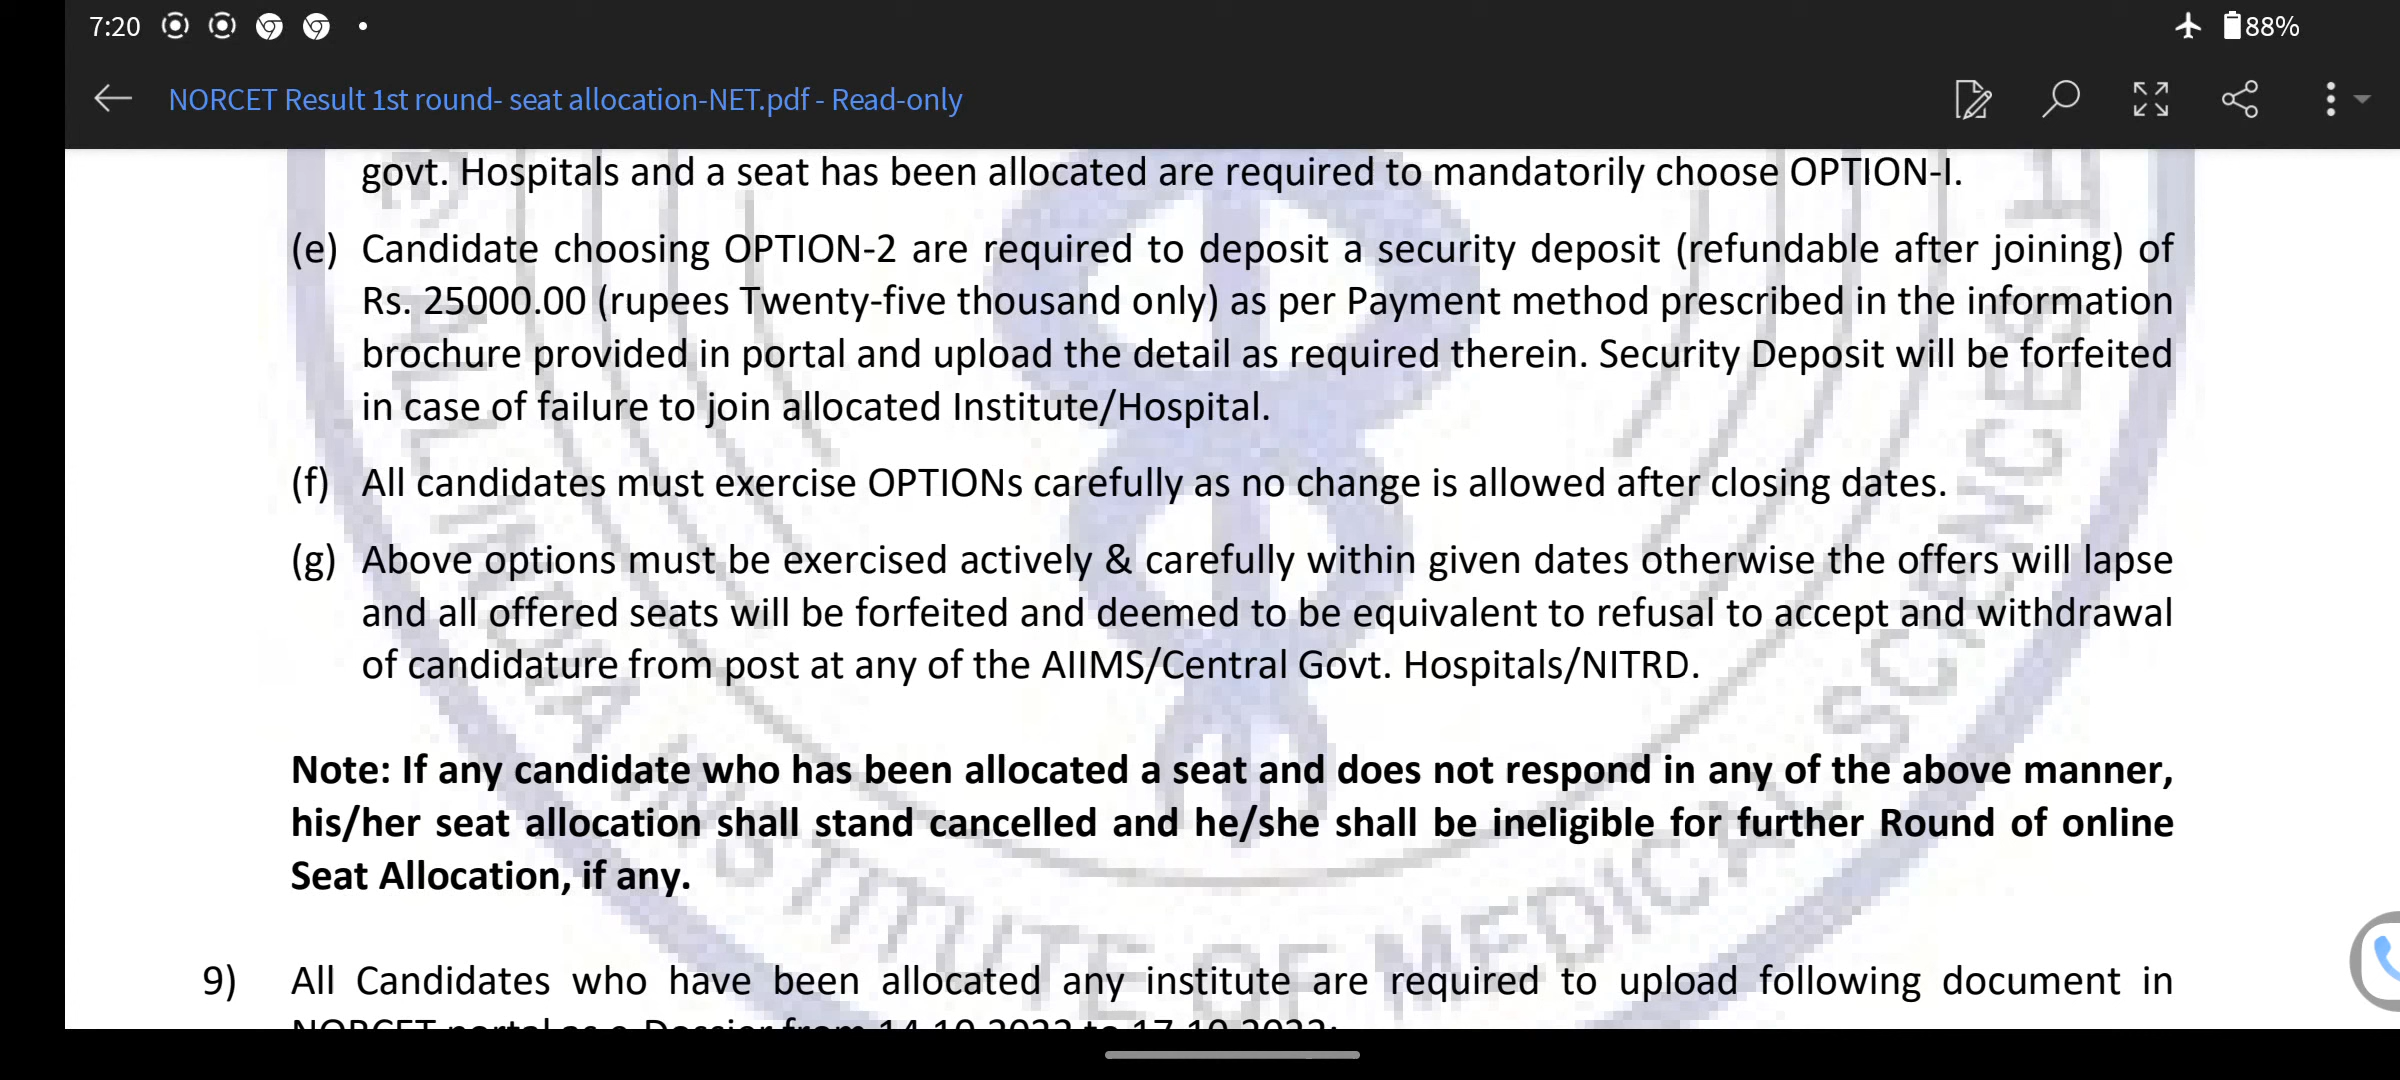 7:20
88%
NORCET Result 1st round- seat allocation-NET.pdf - Read-only
govt. Hospitals and a seat has been allocated are required to mandatorily choose OPTION-I.
(e) Candidate choosing OPTION-2 are required to deposit a security deposit (refundable after joining) of
Rs. 25000.00 (rupees Twenty-five thousand only) as per Payment method prescribed in the information
brochure provided in portal and upload the detail as required therein. Security Deposit will be forfeited
in case of failure to join allocated Institute/Hospital.
(f) All candidates must exercise OPTIONs carefully as no change is allowed after closing dates.
(g) Above options must be exercised actively & carefully within given dates otherwise the offers will lapse
and all offered seats will be forfeited and deemed to be equivalent to refusal to accept and withdrawal
of candidature from post at any of the AIIMS/Central Govt. Hospitals/NITRD.
Note: If any candidate who has been allocated a seat and does not respond in any of the above manner,
his/her seat allocation shall stand cancelled and he/she shall be ineligible for further Round of online
Seat Allocation, if any.
9) All Candidates who have been allocated any institute are required to upload following document in
NORCET portal as e-Dossier from
INSTITUTE OF MEDICAL SCIENCES